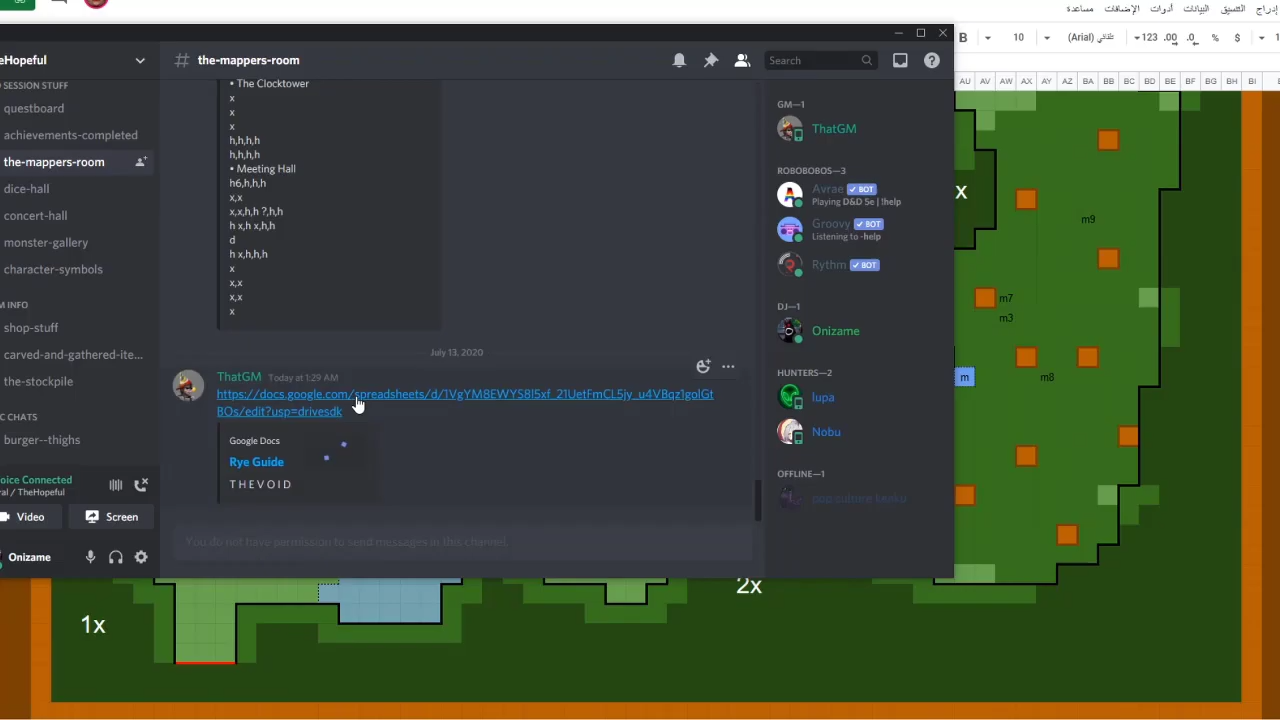 إدراج التنسيق البيانات أدوات الإضافات مساعدة
B 10 تلقائي (Arial) 123 .00 .0 % $ 1
eHopeful
the-mappers-room
Search
SESSION STUFF
questboard
achievements-completed
the-mappers-room
dice-hall
concert-hall
monster-gallery
character-symbols
M INFO
shop-stuff
carved-and-gathered-ite...
the-stockpile
C CHATS
burger--thighs
oice Connected
ral / TheHopeful
Video
Screen
Onizame
• The Clocktower
x
x
x
h,h,h,h
h,h,h,h
• Meeting Hall
h6,h,h,h
x,x
x,x,h,h ?,h,h
h x,h x,h,h
d
h x,h,h,h
x
x,x
x,x
x
July 13, 2020
ThatGM Today at 1:29 AM
https://docs.google.com/spreadsheets/d/1VgYM8EWYS8l5xf_21UetFmCL5jy_u4VBqz1golGt
BOs/edit?usp=drivesdk
Google Docs
Rye Guide
T H E V O I D
You do not have permission to send messages in this channel.
GM—1
ThatGM
ROBOBOBOS—3
Avrae BOT
Playing D&D 5e | !help
Groovy BOT
Listening to -help
Rythm BOT
DJ—1
Onizame
HUNTERS—2
lupa
Nobu
OFFLINE—1
AU AV AW AX AY AZ BA BB BC BD BE BF BG BH BI
x
m9
m7
m3
m
m8
1x
2x